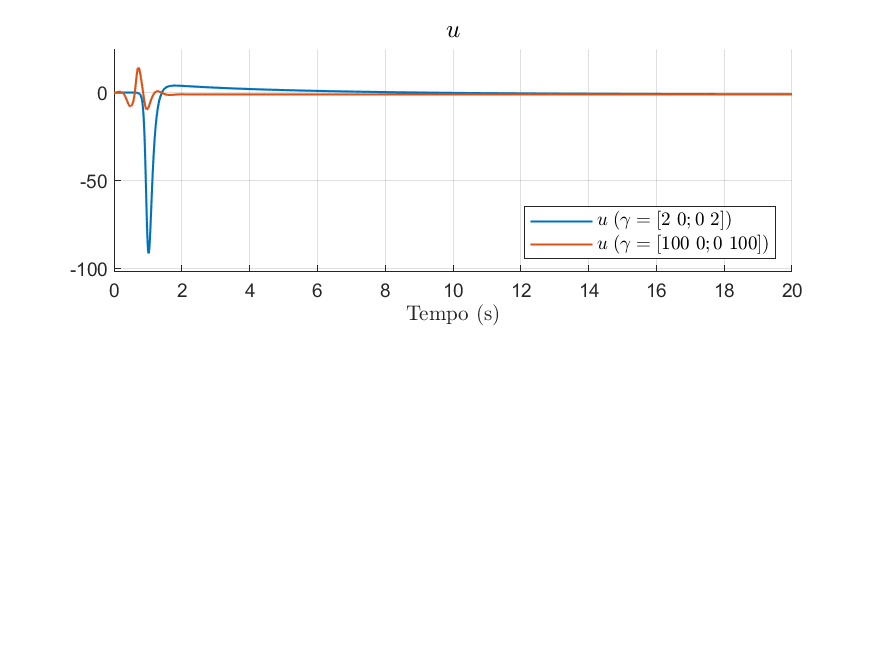 u
0
-50
-100
u (γ = [2 0; 0 2])
u (γ = [100 0; 0 100])
0 2 4 6 8 10 12 14 16 18 20
Tempo (s)